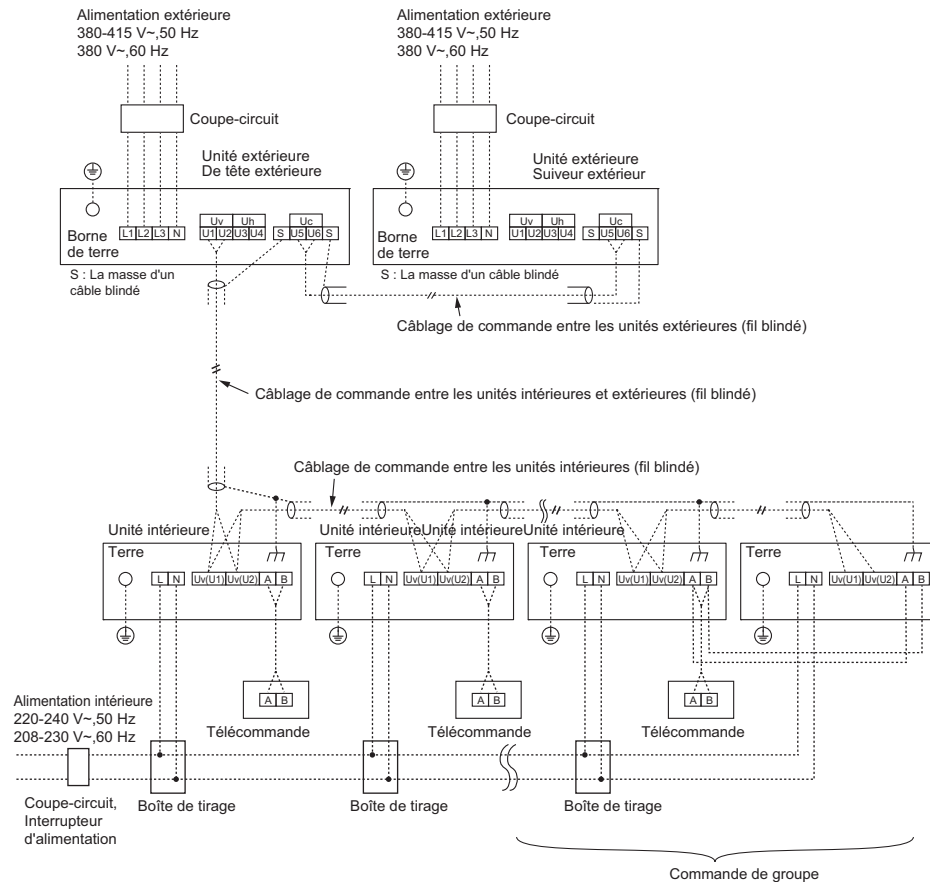 Alimentation extérieure
380-415 V~,50 Hz
380 V~,60 Hz
Alimentation extérieure
380-415 V~,50 Hz
380 V~,60 Hz
Coupe-circuit
Coupe-circuit
Unité extérieure
De tête extérieure
Unité extérieure
Suiveur extérieur
Borne
de terre
L1 L2 L3 N
Uv Uh
U1 U2 U3 U4
Uc
S U5 U6 S
Borne
de terre
L1 L2 L3 N
Uv Uh
U1 U2 U3 U4
Uc
S U5 U6 S
S : La masse d'un
câble blindé
S : La masse d'un câble blindé
Câblage de commande entre les unités extérieures (fil blindé)
Câblage de commande entre les unités intérieures et extérieures (fil blindé)
Câblage de commande entre les unités intérieures (fil blindé)
Unité intérieure
Unité intérieure
Unité intérieure
Unité intérieure
Terre
L N Uv(U1) Uv(U2) A B
Terre
L N Uv(U1) Uv(U2) A B
Terre
L N Uv(U1) Uv(U2) A B
Terre
L N Uv(U1) Uv(U2) A B
A B
A B
A B
Télécommande
Télécommande
Télécommande
Alimentation intérieure
220-240 V~,50 Hz
208-230 V~,60 Hz
Coupe-circuit,
Interrupteur
d'alimentation
Boîte de tirage
Boîte de tirage
Boîte de tirage
Commande de groupe